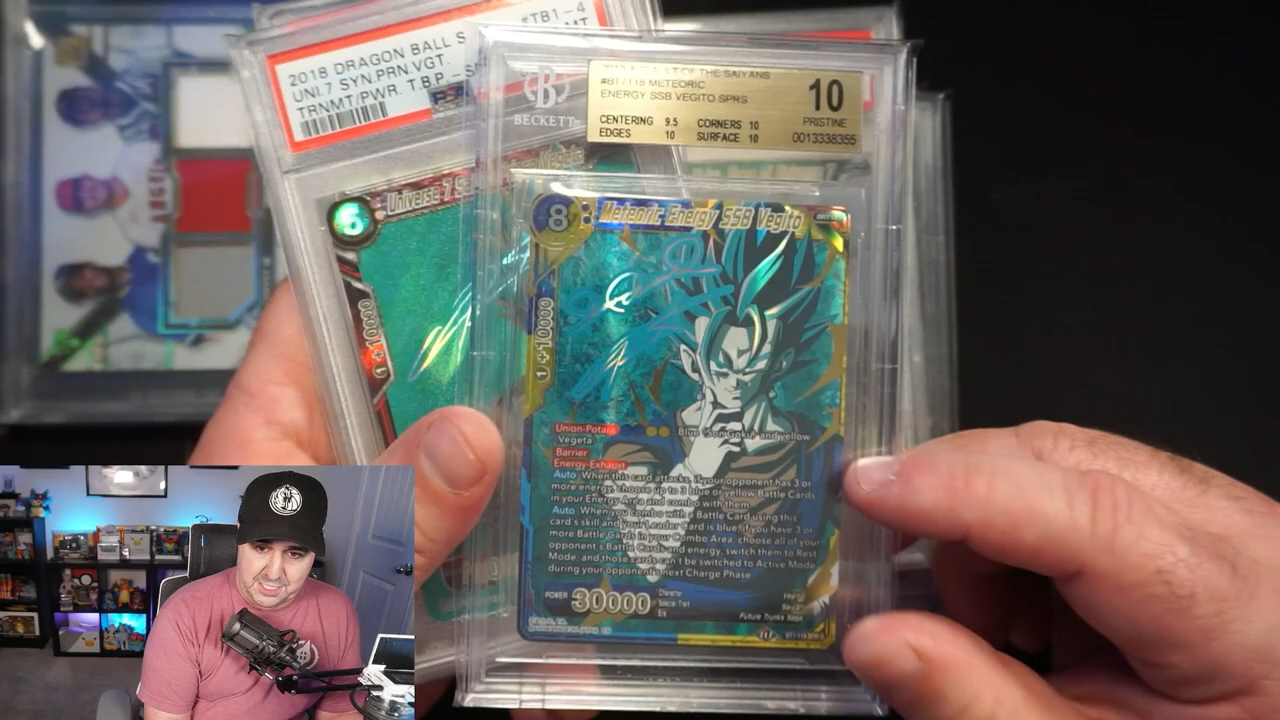 2018 DRAGON BALL S
UNI.7 SYN.PRN.VGT.
TRNMT/PWR. T.B.P.-S
#TB1-4
MT
BECKETT
OF THE SAIYANS
#BT7118 METEORIC
ENERGY SSB VEGITO SPRS
CENTERING 9.5 CORNERS 10
EDGES 10 SURFACE 10
10
PRISTINE
0013338355
6
Universe 7 S
1 +10000
8
Meteoric Energy SSB Vegito
1 +10000
Union-Potara Blue "Son Goku" and yellow
Vegeta
Barrier
Energy-Exhaust
Auto When this card attacks, if your opponent has 3 or
more energy, choose up to 3 blue or yellow Battle Cards
in your Energy Area and combo with them.
Auto When you combo with a Battle Card using this
card's skill and your Leader Card is blue, if you have 3 or
more Battle Cards in your Combo Area, choose all of your
opponent's Battle Cards and energy, switch them to Rest
Mode, and those cards can't be switched to Active Mode
during your opponent's next Charge Phase.
POWER 30000
Character
Special Trait
Era
Future Trunks Saga